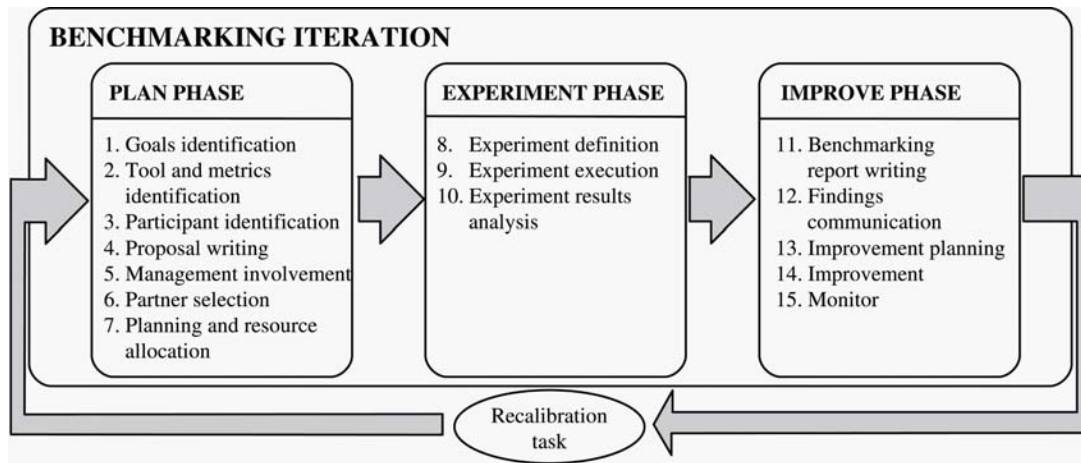 BENCHMARKING ITERATION
PLAN PHASE
1. Goals identification
2. Tool and metrics
identification
3. Participant identification
4. Proposal writing
5. Management involvement
6. Partner selection
7. Planning and resource
allocation
EXPERIMENT PHASE
8. Experiment definition
9. Experiment execution
10. Experiment results
analysis
IMPROVE PHASE
11. Benchmarking
report writing
12. Findings
communication
13. Improvement planning
14. Improvement
15. Monitor
Recalibration
task